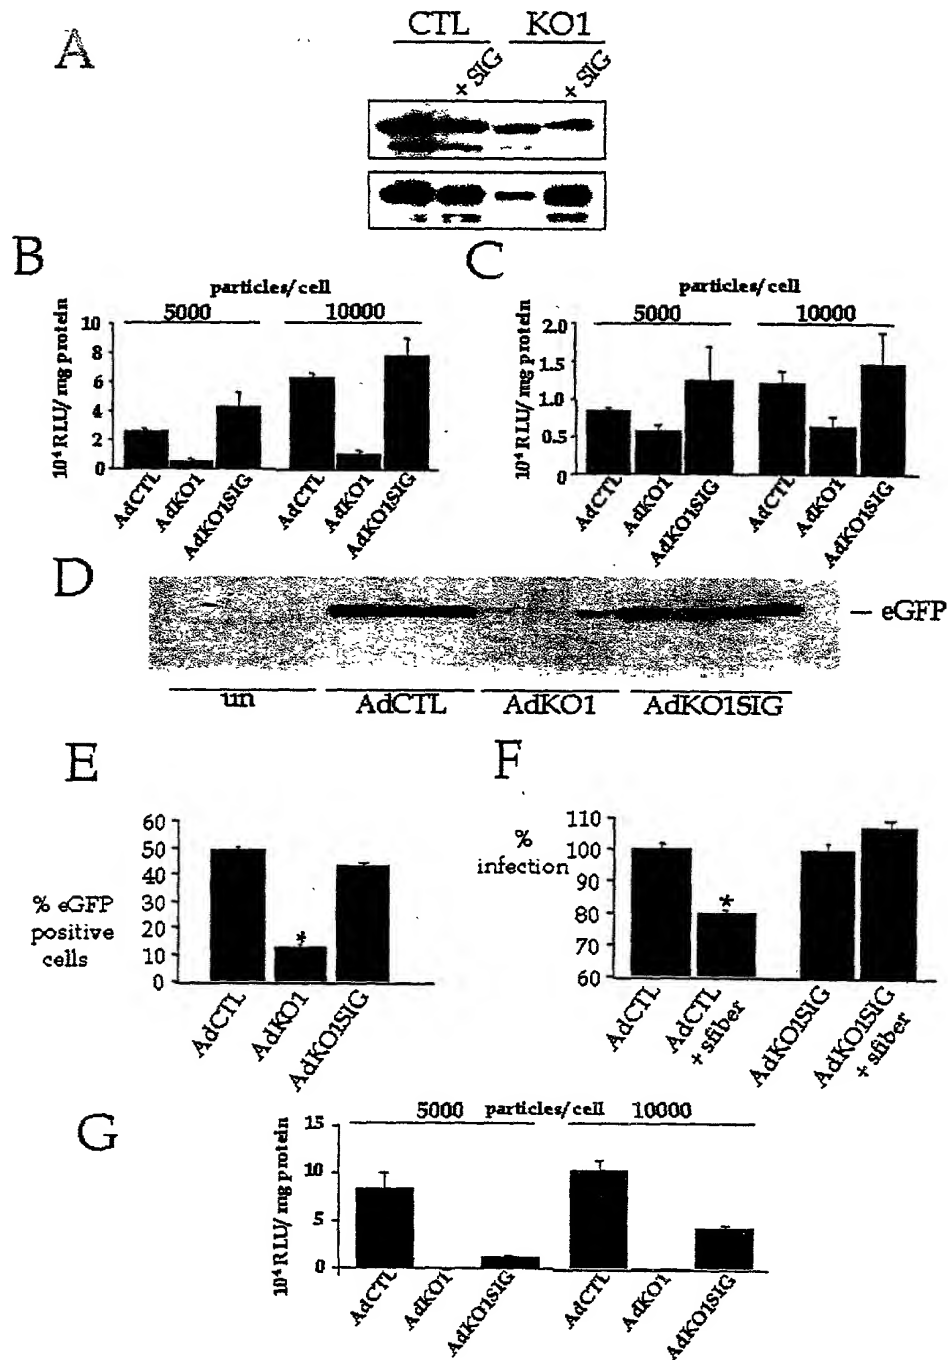 A
CTL KO1
+ SIG + SIG
B
particles/cell
5000 10000
10⁴ RLU/ mg protein
10
8
6
4
2
0
AdCTL AdKO1 AdKO1SIG AdCTL AdKO1 AdKO1SIG
C
particles/cell
5000 10000
10⁴ RLU/ mg protein
2.0
1.5
1.0
0.5
0
AdCTL AdKO1 AdKO1SIG AdCTL AdKO1 AdKO1SIG
D
eGFP
un AdCTL AdKO1 AdKO1SIG
E
% eGFP
positive
cells
60
50
40
30
20
10
0
*
AdCTL AdKO1 AdKO1SIG
F
%
infection
110
100
90
80
70
60
*
AdCTL
AdCTL
+ sfiber
AdKO1SIG
AdKO1SIG
+ sfiber
G
5000 particles/cell 10000
10⁴ RLU/ mg protein
15
10
5
0
AdCTL AdKO1 AdKO1SIG AdCTL AdKO1 AdKO1SIG